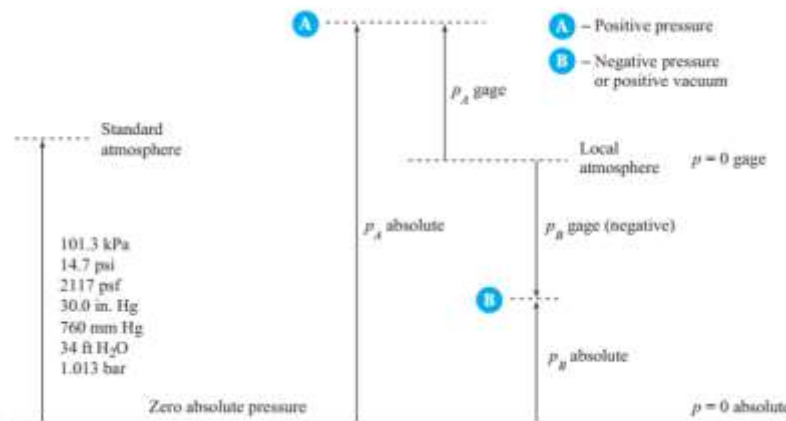 A
A – Positive pressure
B – Negative pressure
or positive vacuum
p_A gage
Standard
atmosphere
Local
atmosphere
p = 0 gage
p_A absolute
p_B gage (negative)
101.3 kPa
14.7 psi
2117 psf
30.0 in. Hg
760 mm Hg
34 ft H₂O
1.013 bar
B
p_B absolute
Zero absolute pressure
p = 0 absolute